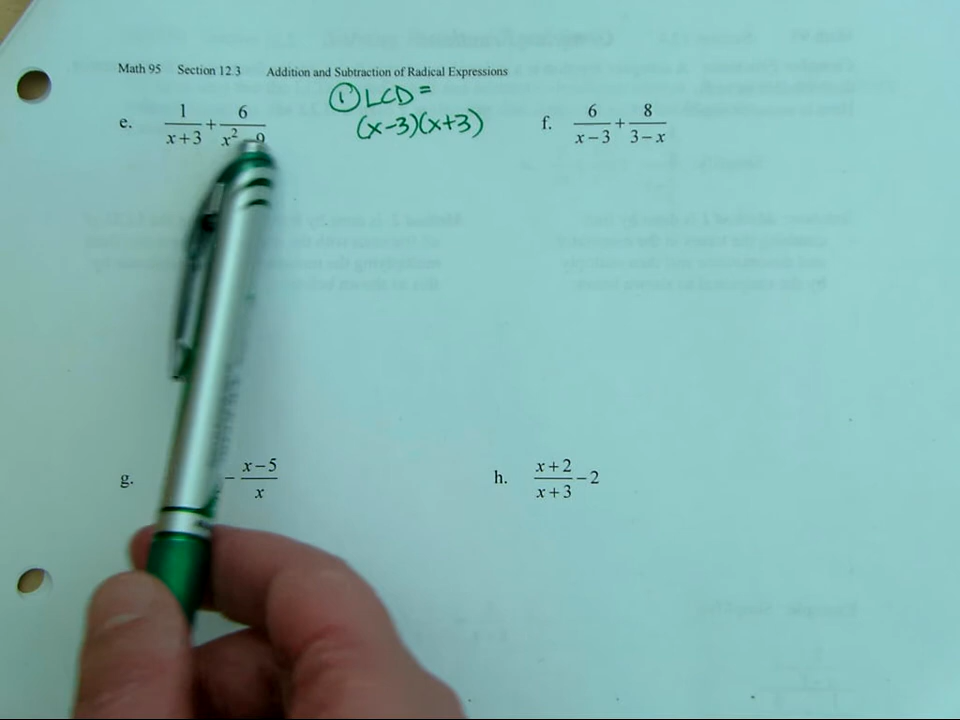 Math 95 Section 12.3 Addition and Subtraction of Radical Expressions
① LCD =
(x-3)(x+3)
e. 1/(x+3) + 6/(x² - 9)
f. 6/(x-3) + 8/(3-x)
g. - (x-5)/x
h. (x+2)/(x+3) - 2